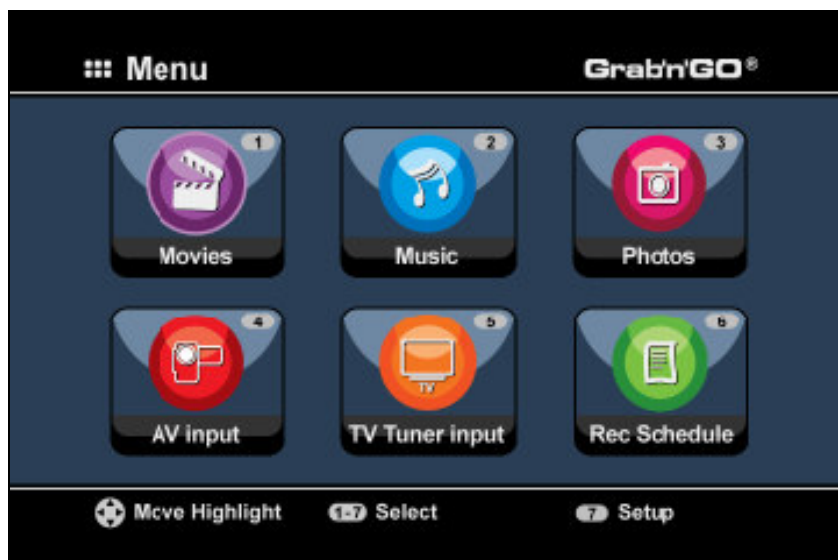 Menu Grab'n'GO®
1 2 3
Movies Music Photos
4 5 6
TV
AV input TV Tuner input Rec Schedule
Move Highlight 1-7 Select 7 Setup